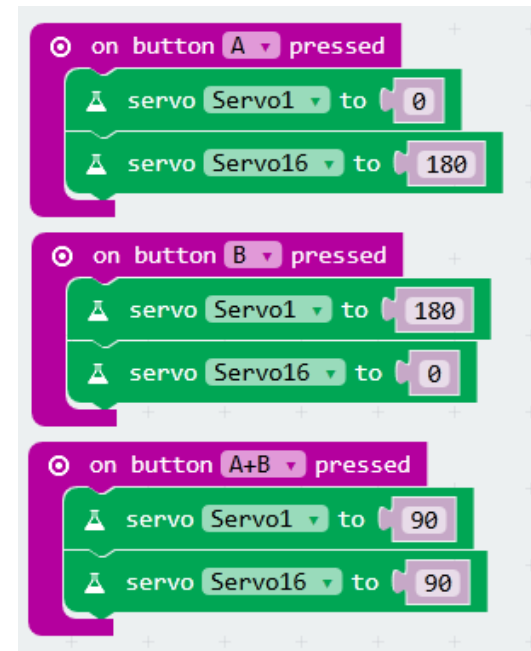 on button A pressed
servo Servo1 to 0
servo Servo16 to 180
on button B pressed
servo Servo1 to 180
servo Servo16 to 0
on button A+B pressed
servo Servo1 to 90
servo Servo16 to 90